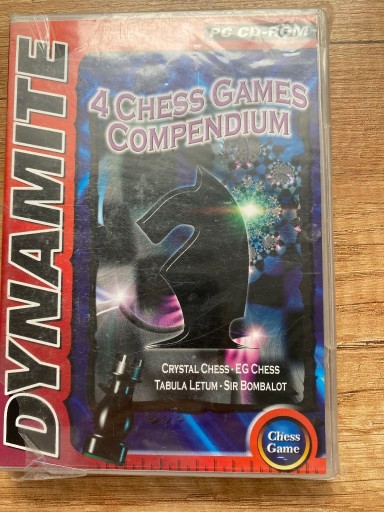 PC CD-ROM
DYNAMITE
4 CHESS GAMES
COMPENDIUM
CRYSTAL CHESS · EG CHESS
TABULA LETUM · SIR BOMBALOT
Chess
Game